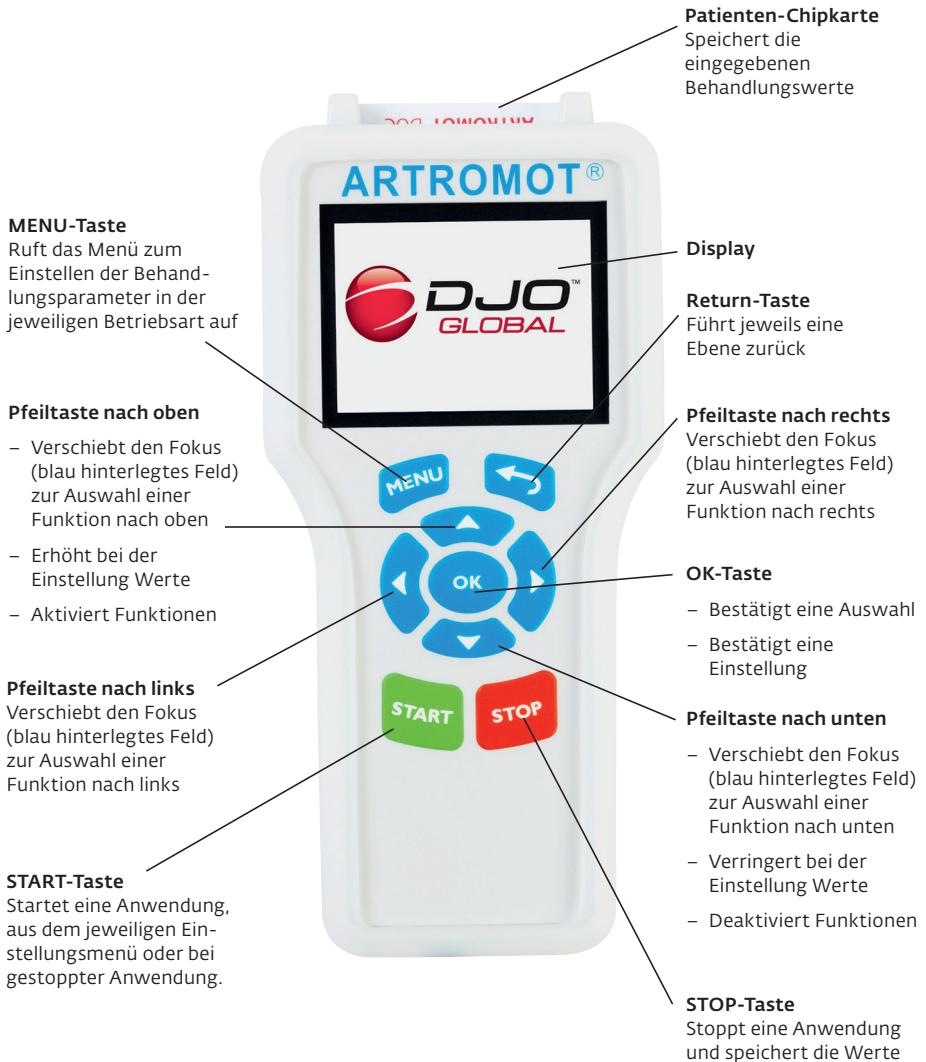 Patienten-Chipkarte
Speichert die
eingegebenen
Behandlungswerte
ARTROMOT DOC
ARTROMOT®
DJO™
GLOBAL
MENU-Taste
Ruft das Menü zum
Einstellen der Behand-
lungsparameter in der
jeweiligen Betriebsart auf
Display
Return-Taste
Führt jeweils eine
Ebene zurück
Pfeiltaste nach oben
– Verschiebt den Fokus
(blau hinterlegtes Feld)
zur Auswahl einer
Funktion nach oben
– Erhöht bei der
Einstellung Werte
– Aktiviert Funktionen
Pfeiltaste nach rechts
Verschiebt den Fokus
(blau hinterlegtes Feld)
zur Auswahl einer
Funktion nach rechts
MENU
OK
OK-Taste
– Bestätigt eine Auswahl
– Bestätigt eine
Einstellung
Pfeiltaste nach links
Verschiebt den Fokus
(blau hinterlegtes Feld)
zur Auswahl einer
Funktion nach links
START
STOP
Pfeiltaste nach unten
– Verschiebt den Fokus
(blau hinterlegtes Feld)
zur Auswahl einer
Funktion nach unten
– Verringert bei der
Einstellung Werte
– Deaktiviert Funktionen
START-Taste
Startet eine Anwendung,
aus dem jeweiligen Ein-
stellungsmenü oder bei
gestoppter Anwendung.
STOP-Taste
Stoppt eine Anwendung
und speichert die Werte